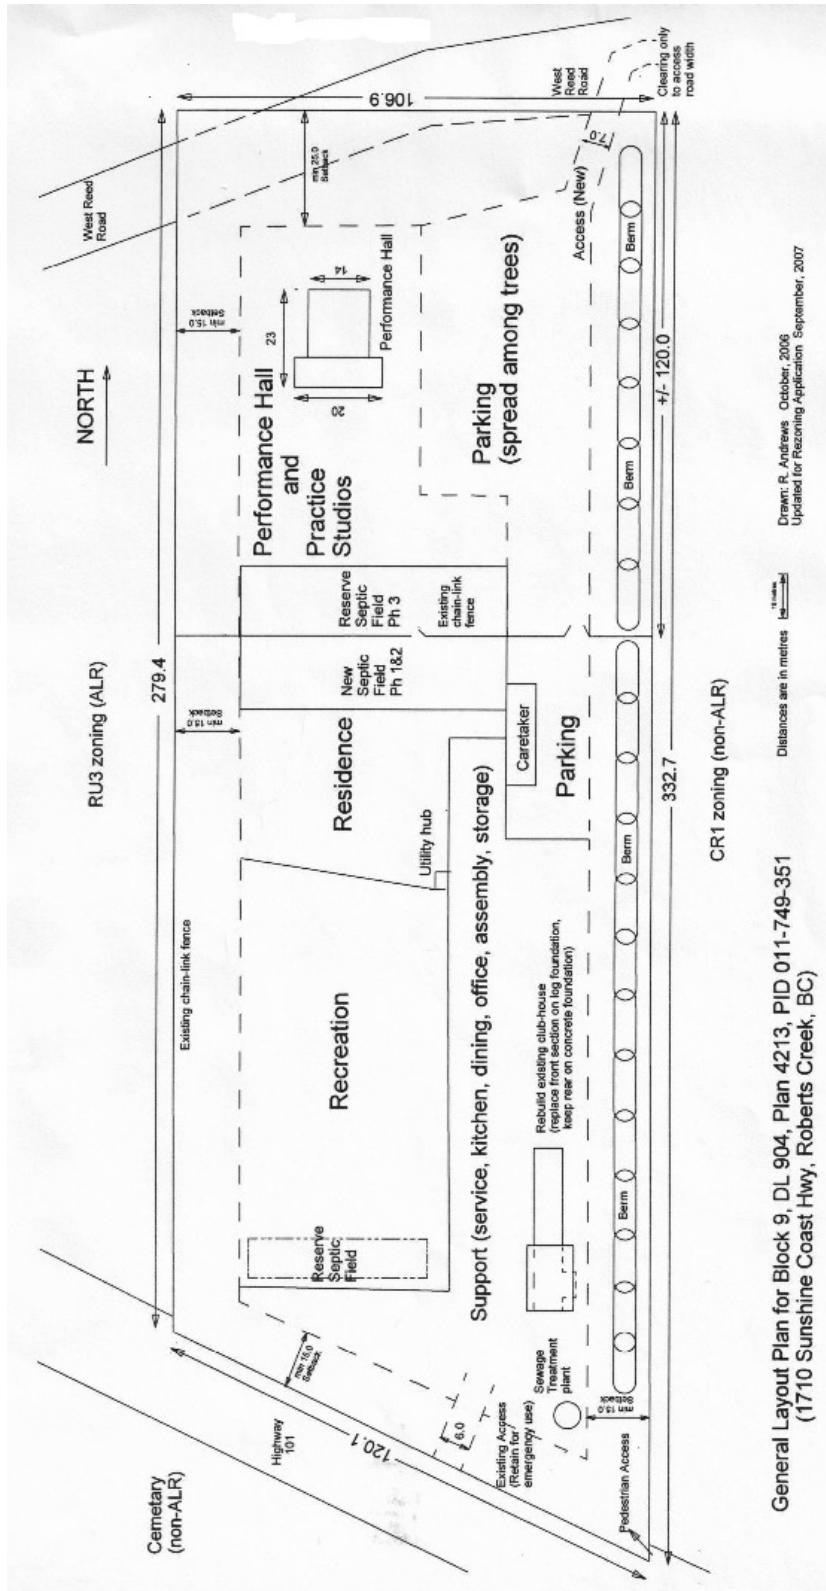 Cemetary
(non-ALR)
RU3 zoning (ALR)
NORTH
West Reed
Road
279.4
Highway
101
120.1
Existing chain-link fence
min 15.0
Setback
min 15.0
Setback
min 15.0
Setback
min 25.0
Setback
106.9
Reserve
Septic
Field
Recreation
Residence
New
Septic
Field
Ph 1&2
Reserve
Septic
Field
Ph 3
Existing
chain-link
fence
Performance Hall
and
Practice
Studios
23
14
20
Performance Hall
Utility hub
Support (service, kitchen, dining, office, assembly, storage)
Caretaker
Parking
Parking
(spread among trees)
6.0
Existing Access
(Retain for
emergency use)
Sewage
Treatment
plant
Rebuild existing club-house
(replace front section on log foundation,
keep rear on concrete foundation)
Access (New)
7.0
West
Reed
Road
Clearing only
to access
road width
min 15.0
Setback
Pedestrian Access
Berm
Berm
Berm
Berm
+/- 120.0
332.7
CR1 zoning (non-ALR)
General Layout Plan for Block 9, DL 904, Plan 4213, PID 011-749-351
(1710 Sunshine Coast Hwy, Roberts Creek, BC)
Distances are in metres
Drawn: R. Andrews October, 2006
Updated for Rezoning Application September, 2007